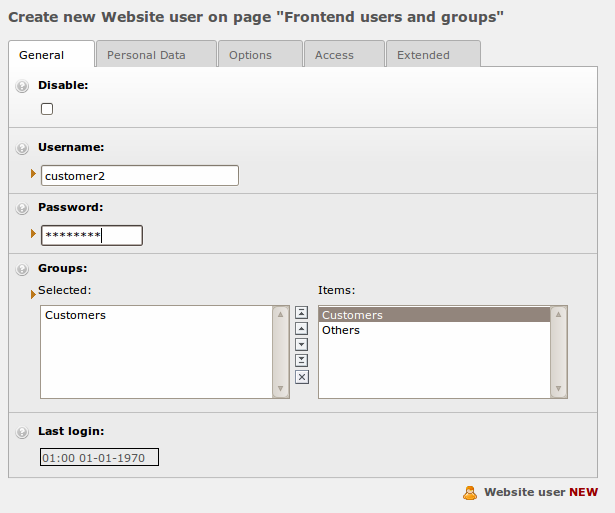 Create new Website user on page "Frontend users and groups"
General Personal Data Options Access Extended
Disable:
Username:
customer2
Password:
********
Groups:
Selected: Items:
Customers Customers
Others
Last login:
01:00 01-01-1970
Website user NEW